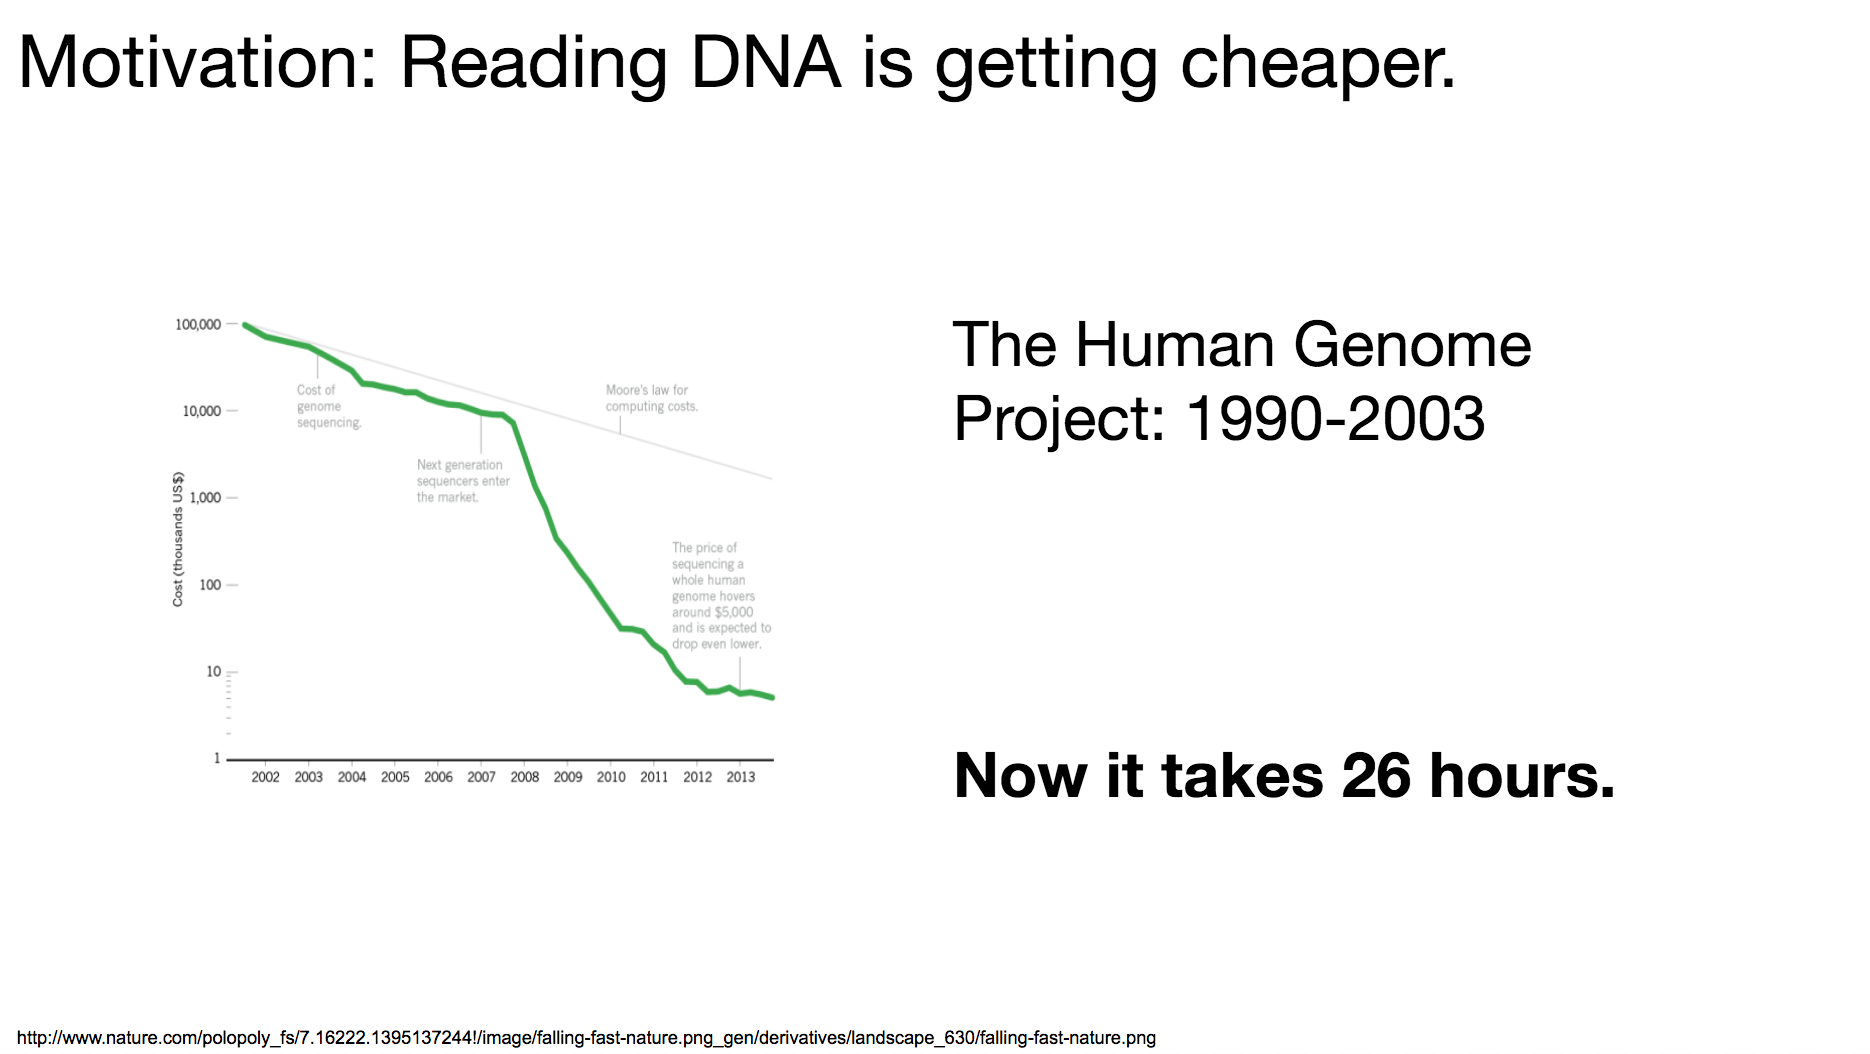 Motivation: Reading DNA is getting cheaper.
100,000
10,000
1,000
100
10
1
Cost (thousands US$)
Cost of
genome
sequencing.
Next generation
sequencers enter
the market.
Moore's law for
computing costs.
The price of
sequencing a
whole human
genome hovers
around $5,000
and is expected to
drop even lower.
2002 2003 2004 2005 2006 2007 2008 2009 2010 2011 2012 2013
The Human Genome
Project: 1990-2003
Now it takes 26 hours.
http://www.nature.com/polopoly_fs/7.16222.1395137244!/image/falling-fast-nature.png_gen/derivatives/landscape_630/falling-fast-nature.png